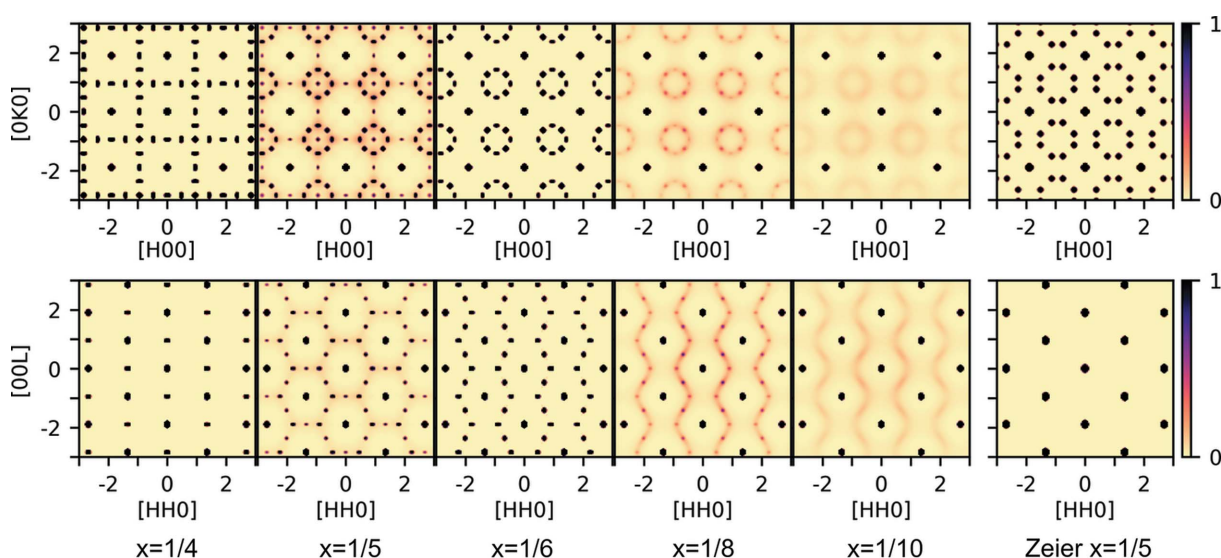 1
2
0
-2
[0K0]
0
-2 0 2 -2 0 2 -2 0 2 -2 0 2 -2 0 2 -2 0 2
[H00] [H00] [H00] [H00] [H00] [H00]
1
2
0
-2
[00L]
0
-2 0 2 -2 0 2 -2 0 2 -2 0 2 -2 0 2 -2 0 2
[HH0] [HH0] [HH0] [HH0] [HH0] [HH0]
x=1/4 x=1/5 x=1/6 x=1/8 x=1/10 Zeier x=1/5